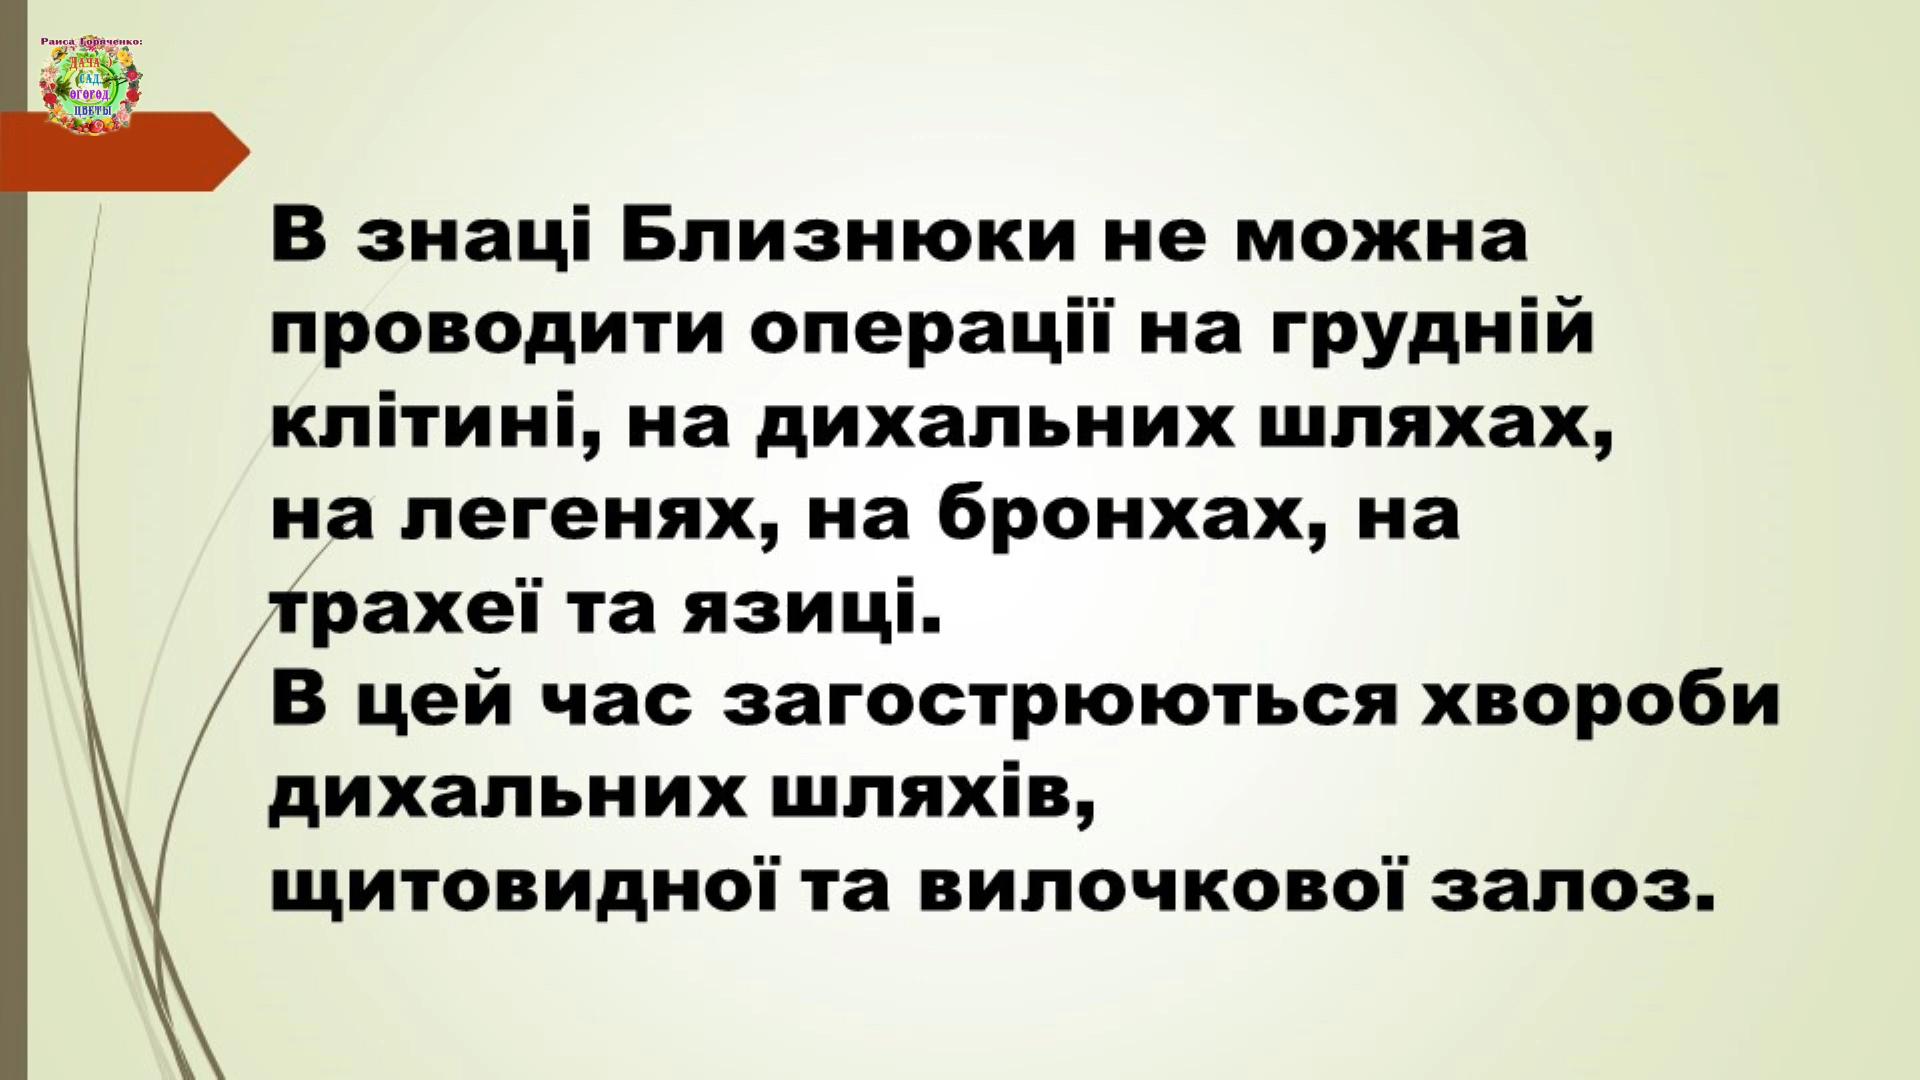 Раиса Горяченко:
ДАЧА
САД
ОГОРОД
ЦВЕТЫ
В знаці Близнюки не можна
проводити операції на грудній
клітині, на дихальних шляхах,
на легенях, на бронхах, на
трахеї та язиці.
В цей час загострюються хвороби
дихальних шляхів,
щитовидної та вилочкової залоз.